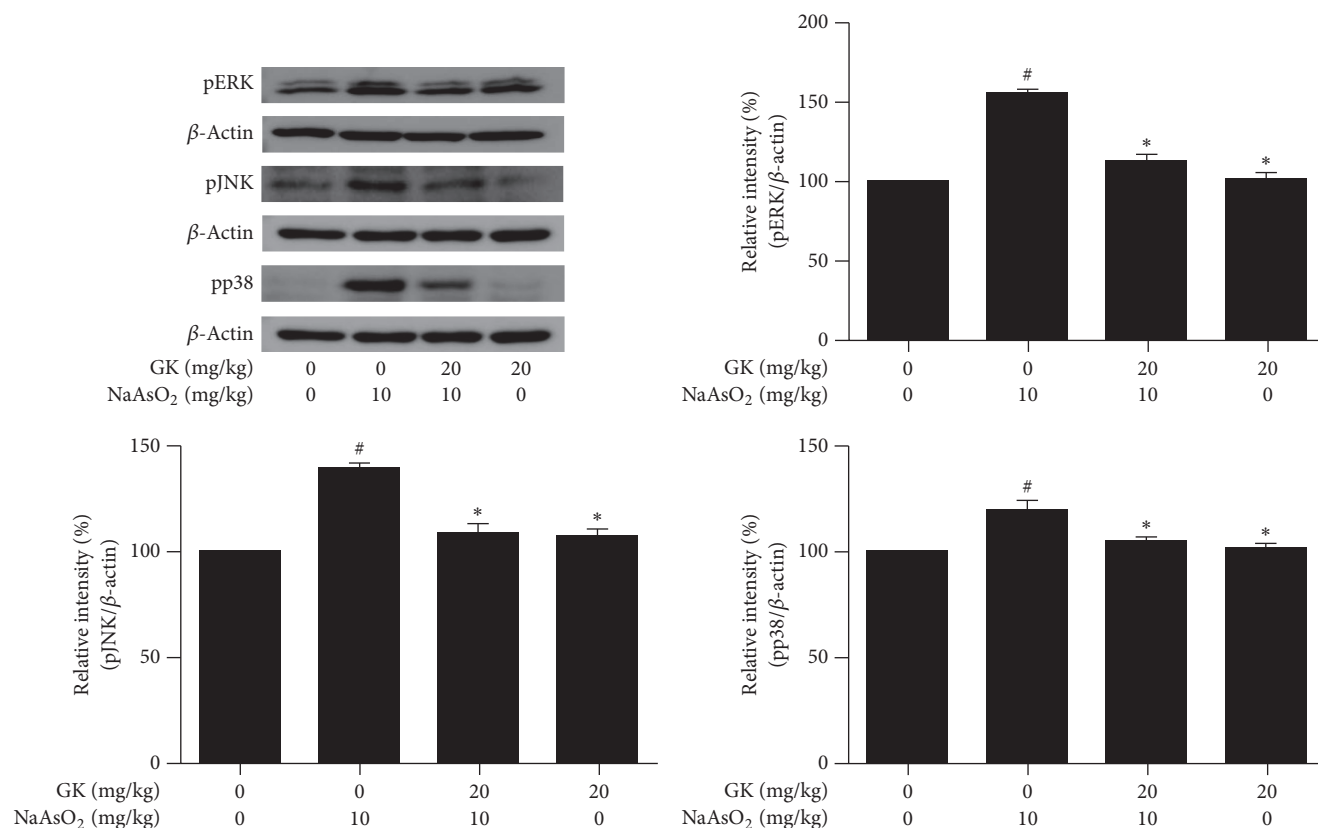 pERK
β-Actin
pJNK
β-Actin
pp38
β-Actin
GK (mg/kg) 0 0 20 20
NaAsO₂ (mg/kg) 0 10 10 0
200
150
100
50
0
Relative intensity (%)
(pERK/β-actin)
# * *
GK (mg/kg) 0 0 20 20
NaAsO₂ (mg/kg) 0 10 10 0
150
100
50
0
Relative intensity (%)
(pJNK/β-actin)
# * *
GK (mg/kg) 0 0 20 20
NaAsO₂ (mg/kg) 0 10 10 0
150
100
50
0
Relative intensity (%)
(pp38/β-actin)
# * *
GK (mg/kg) 0 0 20 20
NaAsO₂ (mg/kg) 0 10 10 0